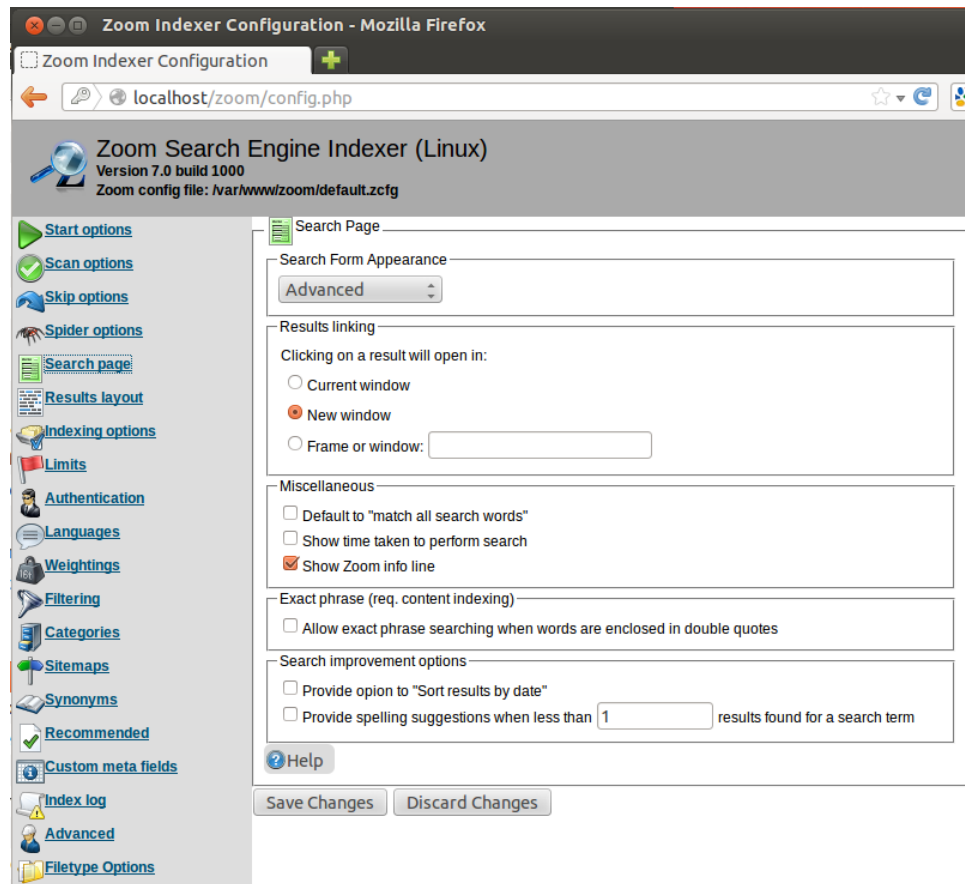 Zoom Indexer Configuration - Mozilla Firefox
Zoom Indexer Configuration
localhost/zoom/config.php
Zoom Search Engine Indexer (Linux)
Version 7.0 build 1000
Zoom config file: /var/www/zoom/default.zcfg
Start options
Scan options
Skip options
Spider options
Search page
Results layout
Indexing options
Limits
Authentication
Languages
16t
Weightings
Filtering
Categories
Sitemaps
Synonyms
Recommended
Custom meta fields
Index log
Advanced
Filetype Options
Search Page
Search Form Appearance
Advanced
Results linking
Clicking on a result will open in:
Current window
New window
Frame or window:
Miscellaneous
Default to "match all search words"
Show time taken to perform search
Show Zoom info line
Exact phrase (req. content indexing)
Allow exact phrase searching when words are enclosed in double quotes
Search improvement options
Provide opion to "Sort results by date"
Provide spelling suggestions when less than 1 results found for a search term
Help
Save Changes Discard Changes